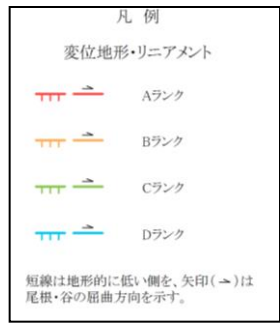 凡 例
変位地形・リニアメント
Aランク
Bランク
Cランク
Dランク
短線は地形的に低い側を、矢印(⇀)は
尾根・谷の屈曲方向を示す。